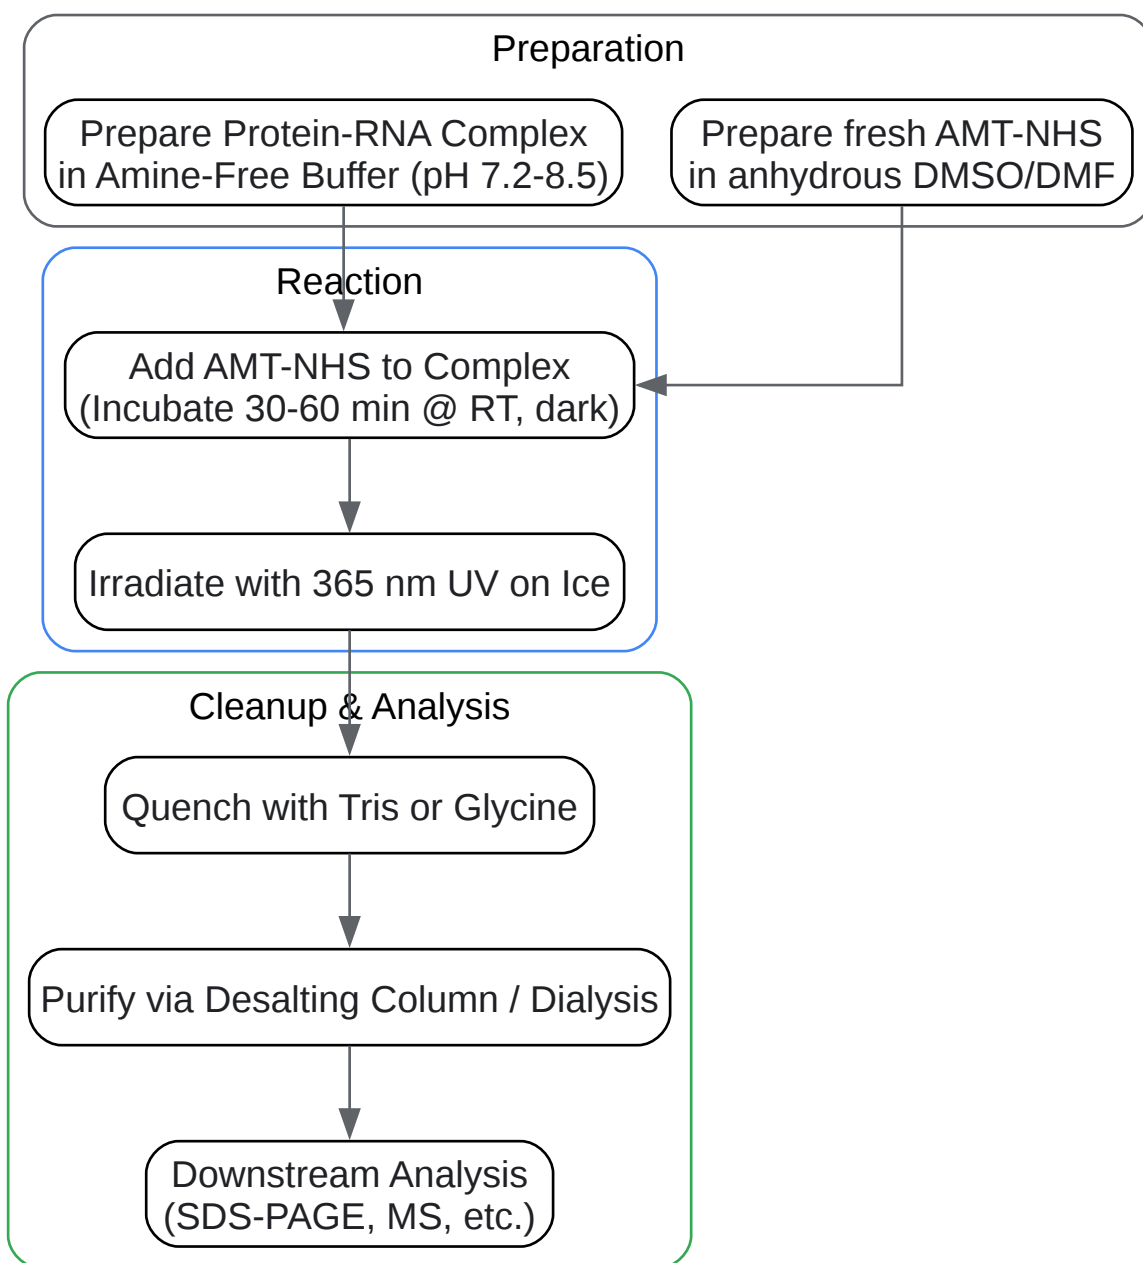 Preparation
Prepare Protein-RNA Complex
in Amine-Free Buffer (pH 7.2-8.5)
Prepare fresh AMT-NHS
in anhydrous DMSO/DMF
Reaction
Add AMT-NHS to Complex
(Incubate 30-60 min @ RT, dark)
Irradiate with 365 nm UV on Ice
Cleanup & Analysis
Quench with Tris or Glycine
Purify via Desalting Column / Dialysis
Downstream Analysis
(SDS-PAGE, MS, etc.)